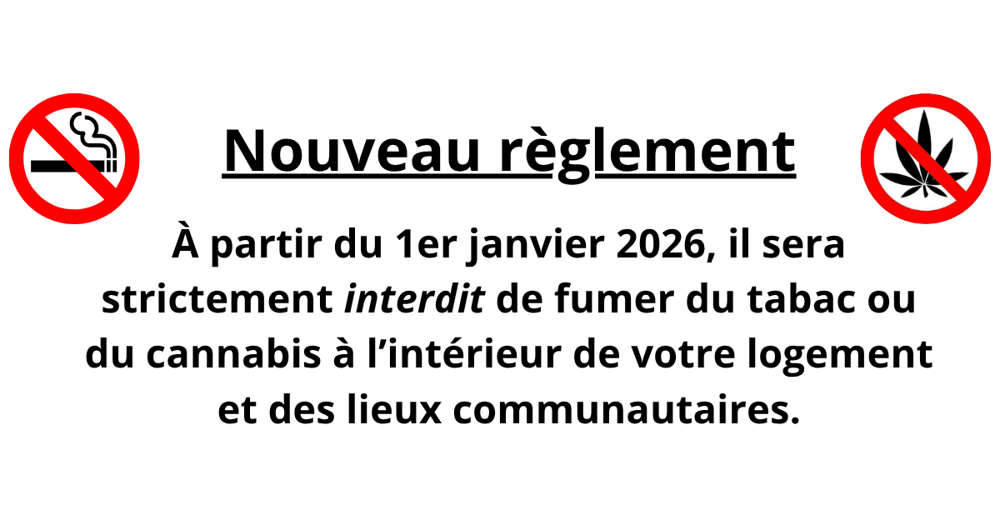 Nouveau règlement
À partir du 1er janvier 2026, il sera
strictement interdit de fumer du tabac ou
du cannabis à l’intérieur de votre logement
et des lieux communautaires.